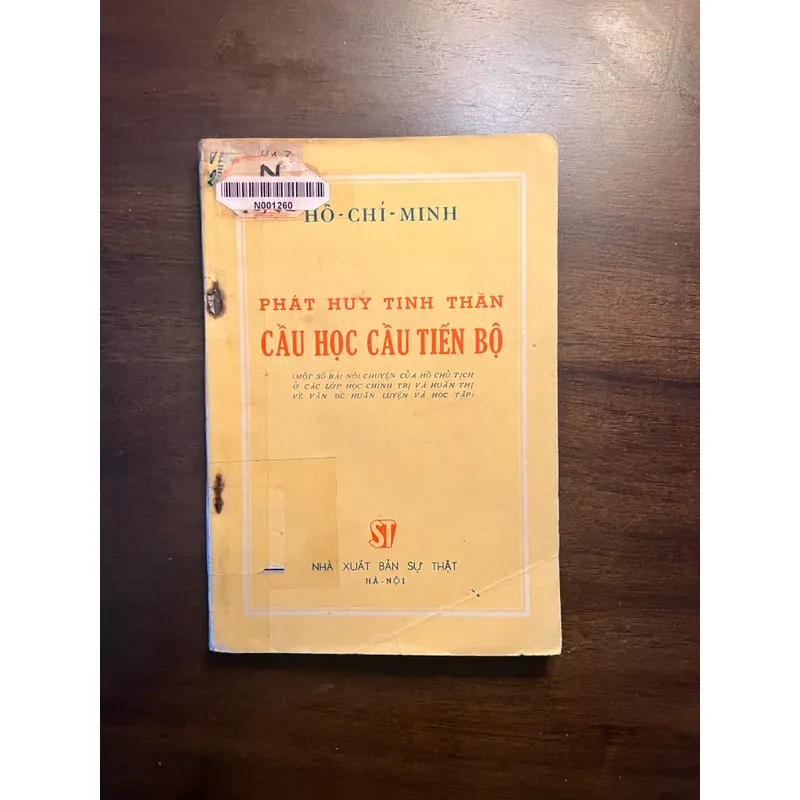 N
N001260
HỒ-CHÍ-MINH
PHÁT HUY TINH THẦN
CẦU HỌC CẦU TIẾN BỘ
(MỘT SỐ BÀI NÓI CHUYỆN CỦA HỒ CHỦ TỊCH
Ở CÁC LỚP HỌC CHÍNH TRỊ VÀ HUẤN THỊ
VỀ VẤN ĐỀ HUẤN LUYỆN VÀ HỌC TẬP)
ST
NHÀ XUẤT BẢN SỰ THẬT
HÀ-NỘI